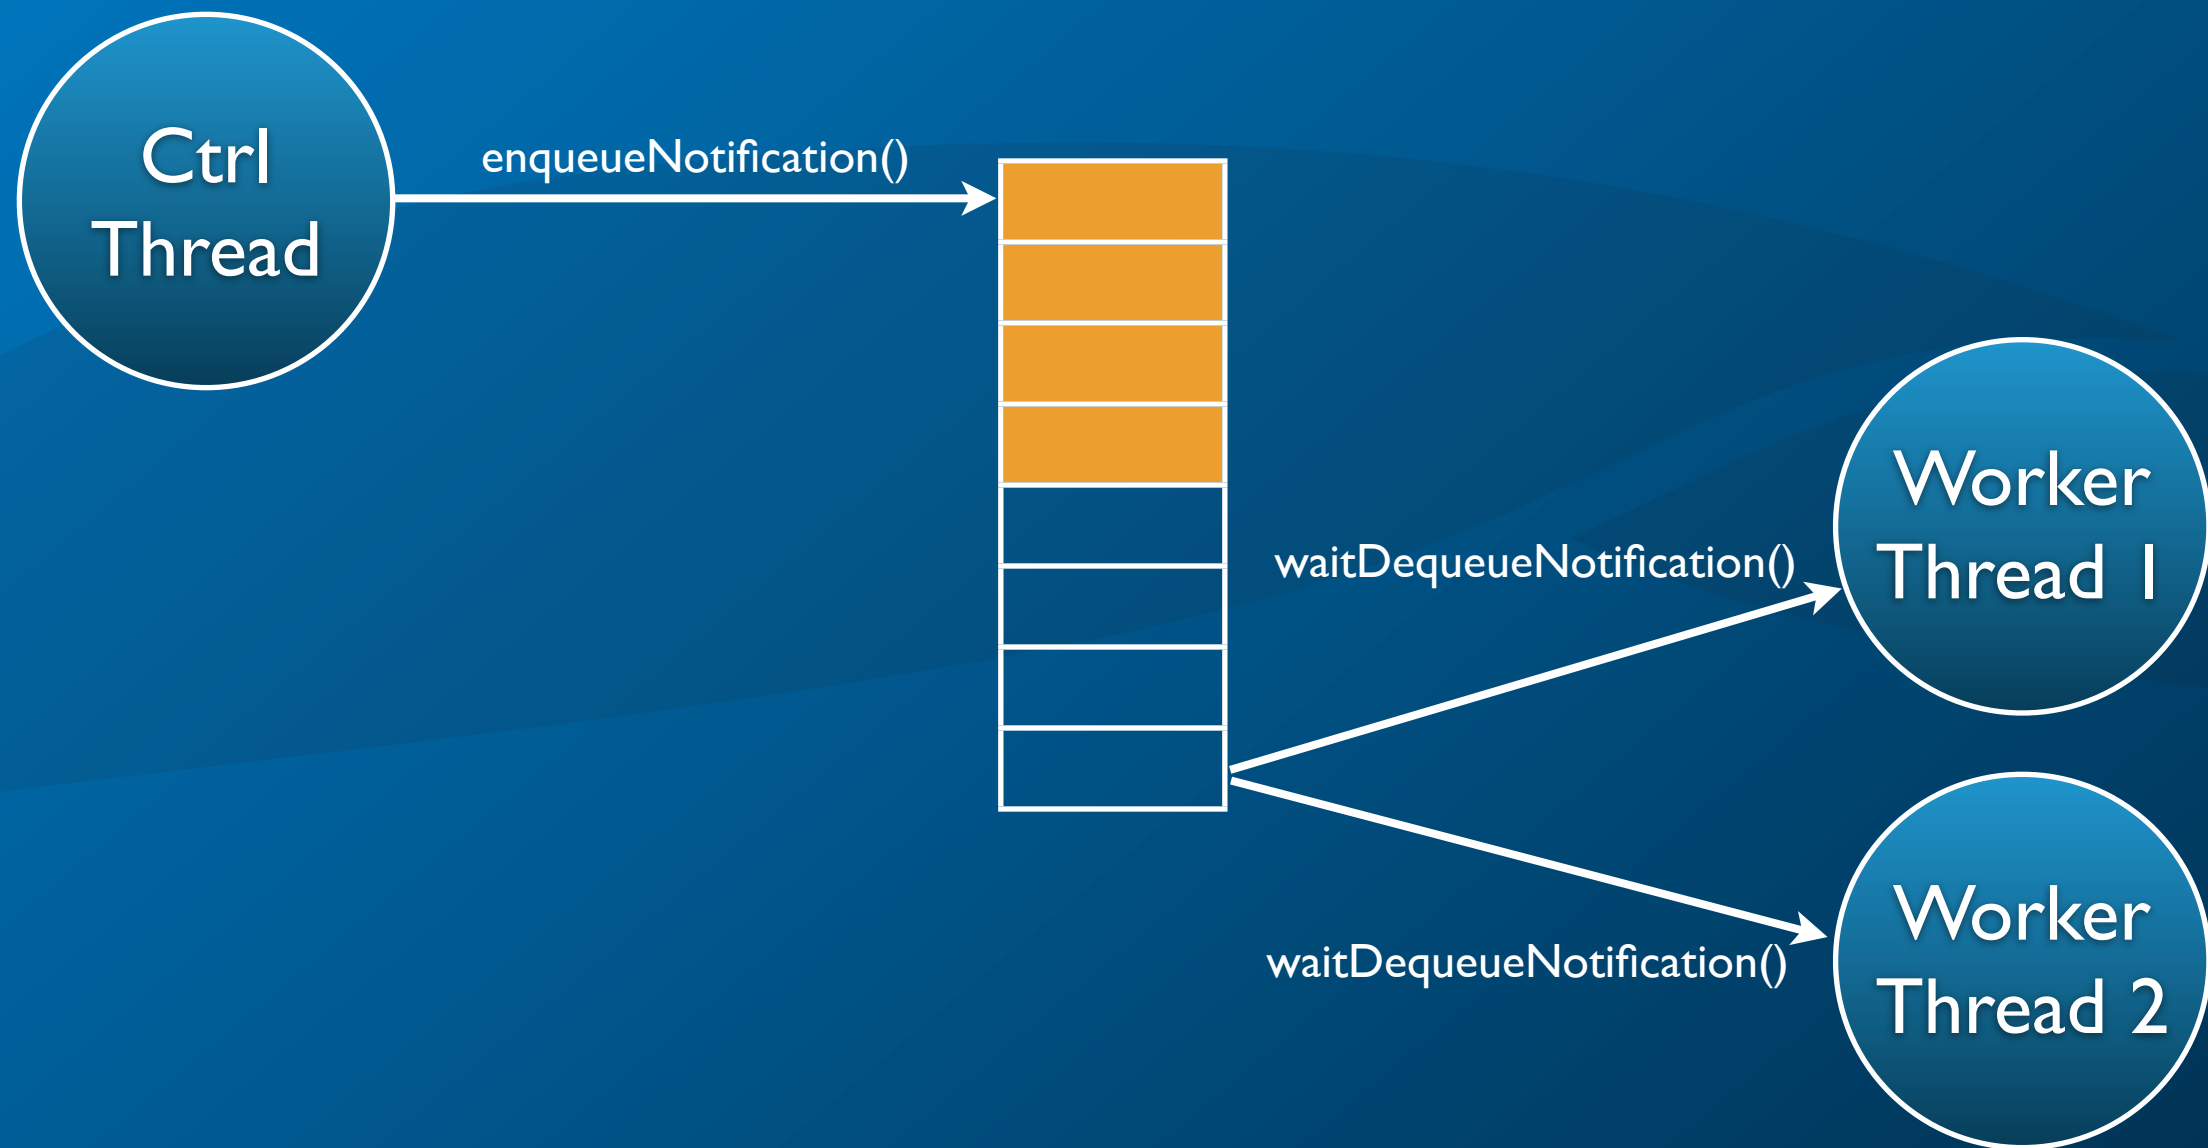 Ctrl
Thread
enqueueNotification()
waitDequeueNotification()
Worker
Thread 1
waitDequeueNotification()
Worker
Thread 2